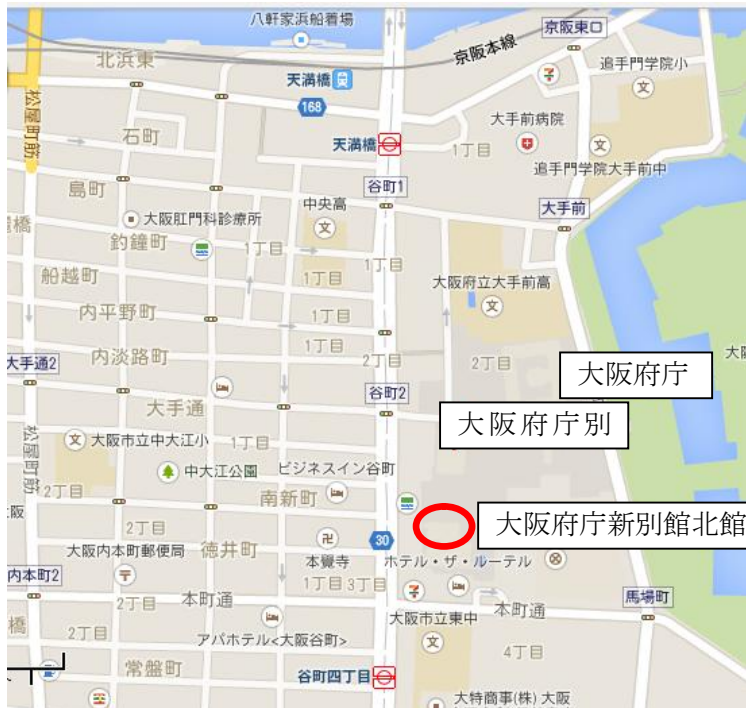 八軒家浜船着場
京阪東口
京阪本線
北浜東
追手門学院小
天満橋
168
大手前病院
松屋町筋
石町
天満橋
1丁目
追手門学院大手前中
谷町1
島町
中央高
大手前
大阪肛門科診療所
橋
釣鐘町
1丁目
1丁目
船越町
1丁目
大阪府立大手前高
内平野町
1丁目
1丁目
大手通2
内淡路町
2丁目
2丁目
大阪府庁
谷町2
大手通
大阪府庁別
松屋町筋
大阪市立中大江小
1丁目
中大江公園
ビジネスイン谷町
2丁目
南新町
大阪府庁新別館北館
2丁目
30
大阪内本町郵便局
徳井町
本覺寺
ホテル・ザ・ルーテル
内本町2
1丁目
3丁目
馬場町
2丁目
本町通
本町通
大阪市立東中
橋
2丁目
アパホテル<大阪谷町>
4丁目
常盤町
谷町四丁目
大特商事(株) 大阪